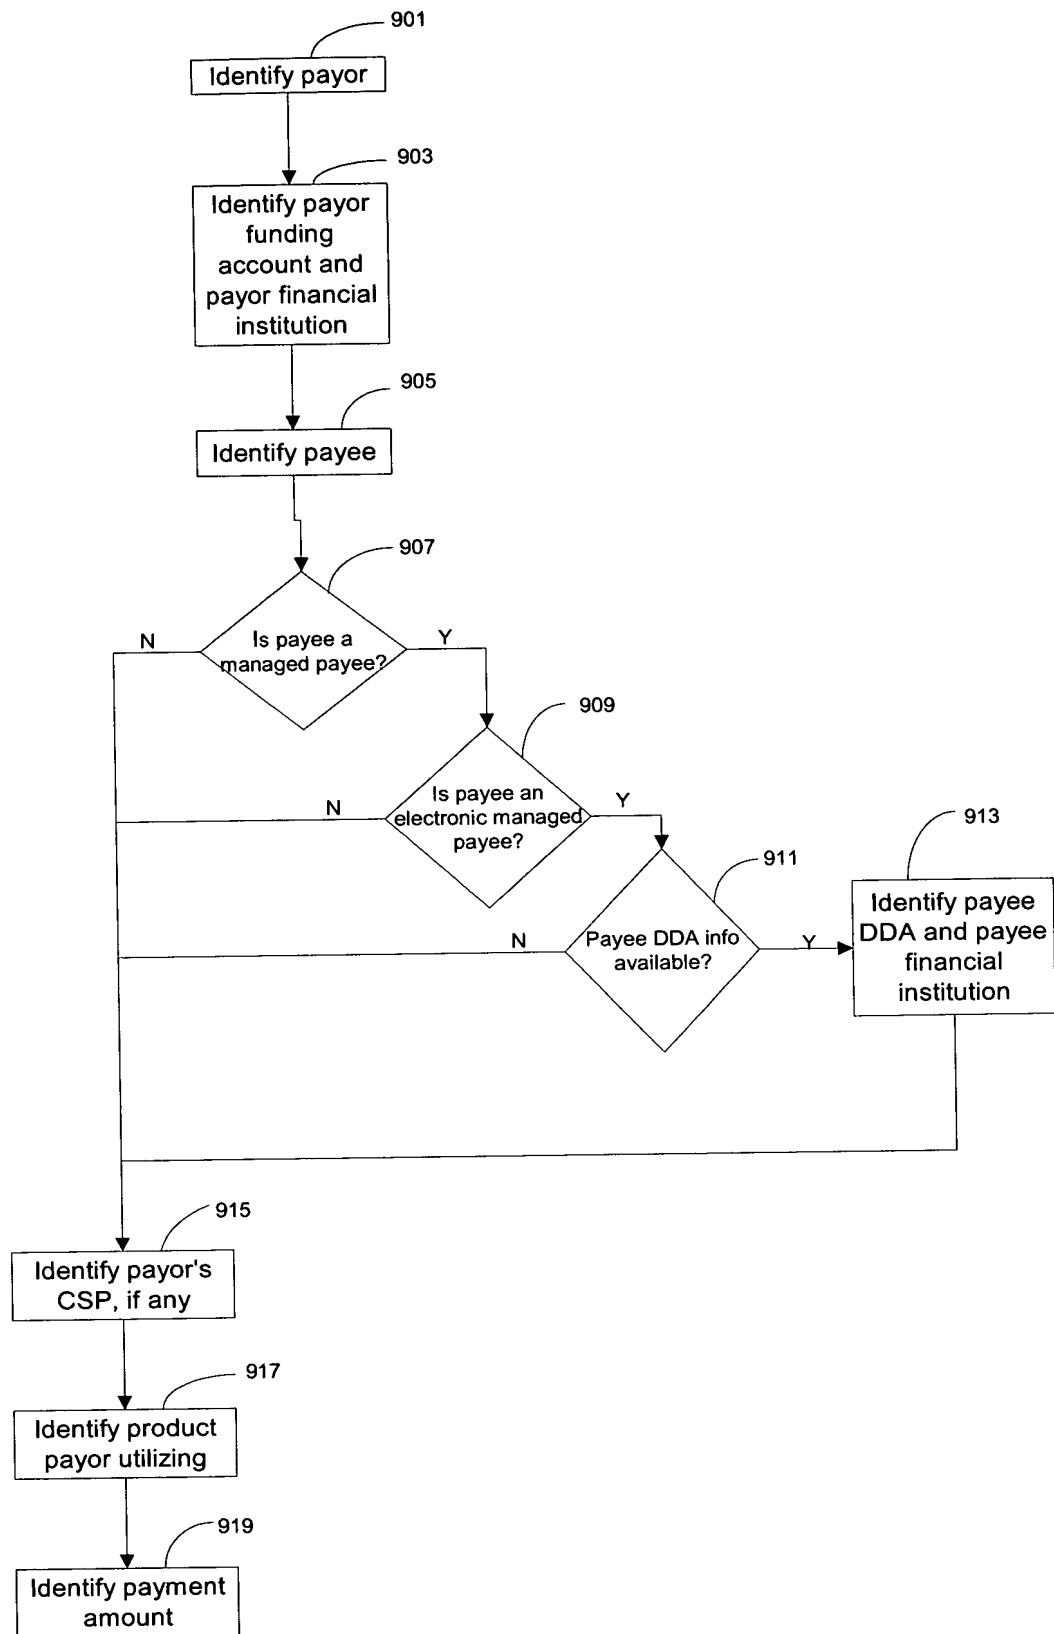 901
Identify payor
903
Identify payor
funding
account and
payor financial
institution
905
Identify payee
907
Is payee a
managed payee?
N
Y
909
Is payee an
electronic managed
payee?
N
Y
911
Payee DDA info
available?
N
Y
913
Identify payee
DDA and payee
financial
institution
915
Identify payor's
CSP, if any
917
Identify product
payor utilizing
919
Identify payment
amount